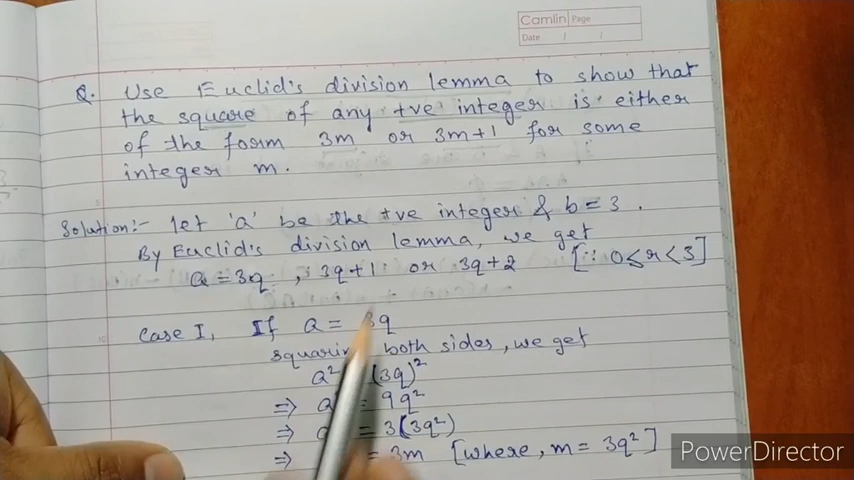 Camlin Page
Date / /
Q. Use Euclid's division lemma to show that
the square of any +ve integer is either
of the form 3m or 3m+1 for some
integer m.
Solution:- let 'a' be the +ve integer & b = 3.
By Euclid's division lemma, we get
a = 3q, 3q+1 or 3q+2 [∵ 0≤r<3]
Case I, If a = 3q
squaring both sides, we get
a² (3q)²
⇒ a 9q²
⇒ a = 3(3q²)
⇒ = 3m [where, m = 3q²]
PowerDirector